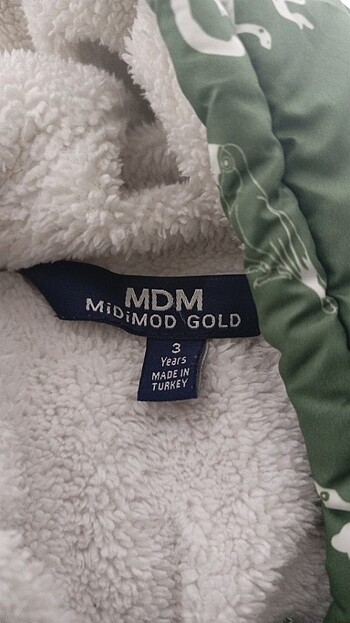 MDM
MiDiMOD GOLD
3
Years
MADE IN
TURKEY